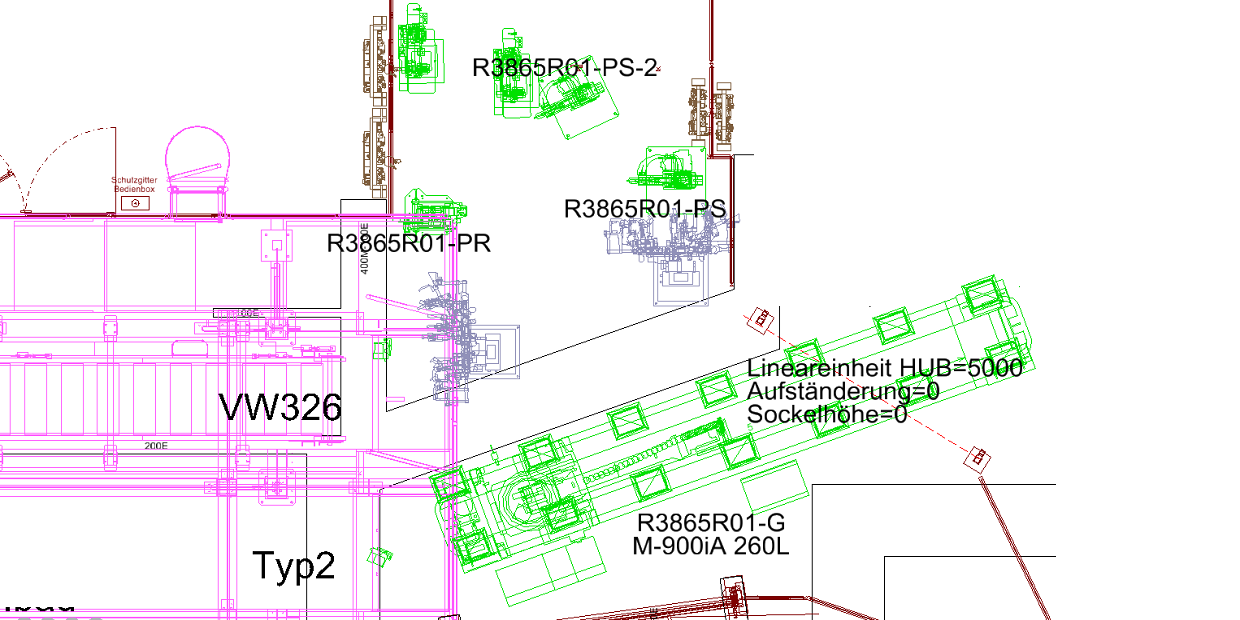 R3865R01-PS-2
Schutzgitter
Bedienbox
R3865R01-PS
R3865R01-PR
100E
Lineareinheit HUB=5000
Aufständerung=0
Sockelhöhe=0
VW326
200E
R3865R01-G
M-900iA 260L
Typ2